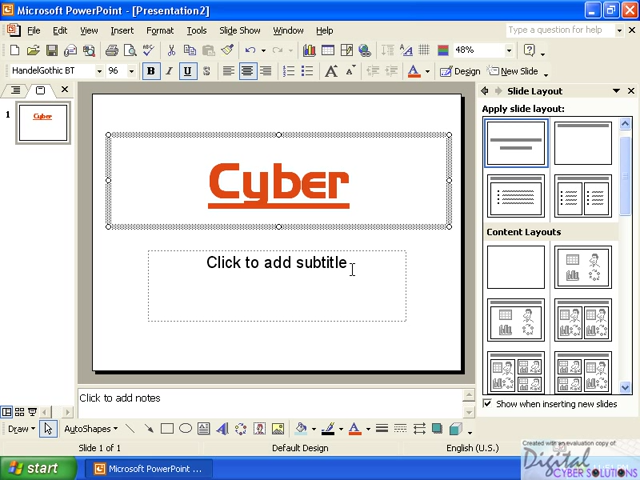 Microsoft PowerPoint - [Presentation2]
File Edit View Insert Format Tools Slide Show Window Help
Type a question for help
48%
HandelGothic BT 96 B I U S A A A Design New Slide
Slide Layout
Apply slide layout:
1
Cyber
Cyber
Click to add subtitle
Content Layouts
Show when inserting new slides
Click to add notes
Draw AutoShapes A A
Slide 1 of 1 Default Design English (U.S.)
Created with an evaluation copy of
Digital
CYBER SOLUTIONS
start Microsoft PowerPoint ...